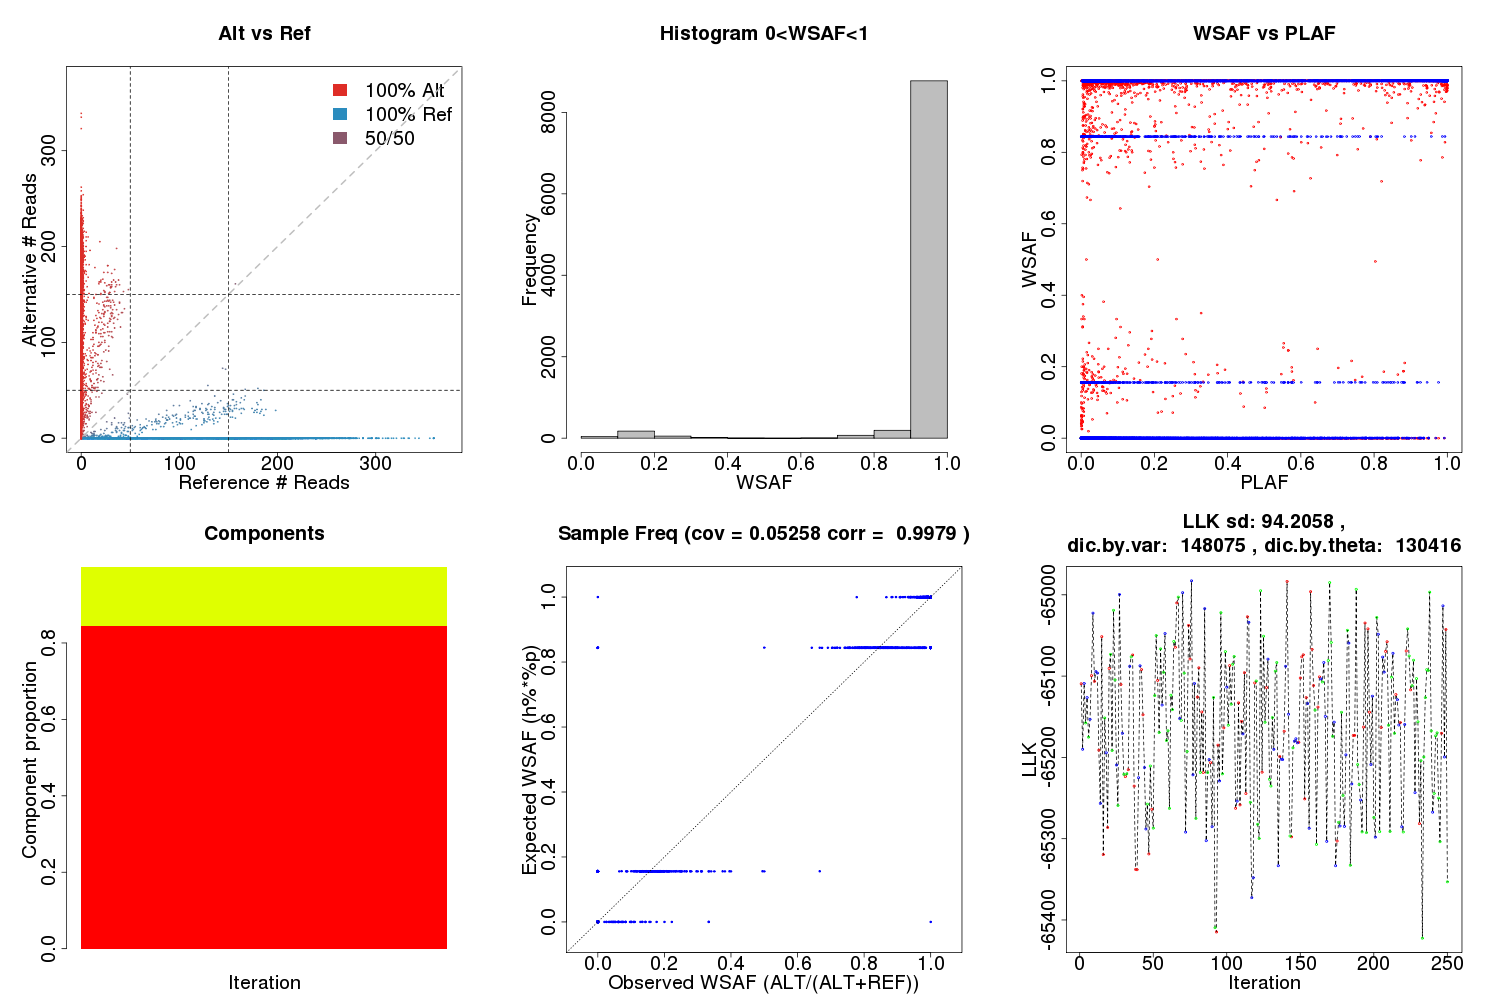 Alt vs Ref
100% Alt
100% Ref
50/50
Alternative # Reads
0 100 200 300
0 100 200 300
Reference # Reads
Histogram 0<WSAF<1
Frequency
0 2000 4000 6000 8000
0.0 0.2 0.4 0.6 0.8 1.0
WSAF
WSAF vs PLAF
WSAF
0.0 0.2 0.4 0.6 0.8 1.0
0.0 0.2 0.4 0.6 0.8 1.0
PLAF
Components
Component proportion
0.0 0.2 0.4 0.6 0.8
Iteration
Sample Freq (cov = 0.05258 corr = 0.9979 )
Expected WSAF (h%*%p)
0.0 0.2 0.4 0.6 0.8 1.0
0.0 0.2 0.4 0.6 0.8 1.0
Observed WSAF (ALT/(ALT+REF))
LLK sd: 94.2058 ,
dic.by.var: 148075 , dic.by.theta: 130416
LLK
-65400 -65300 -65200 -65100 -65000
0 50 100 150 200 250
Iteration